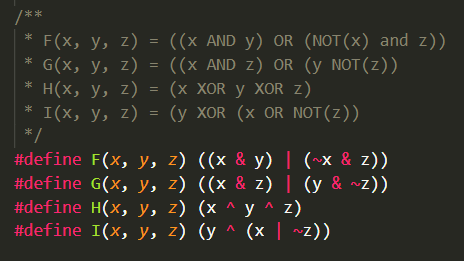 /**
 * F(x, y, z) = ((x AND y) OR (NOT(x) and z))
 * G(x, y, z) = ((x AND z) OR (y NOT(z))
 * H(x, y, z) = (x XOR y XOR z)
 * I(x, y, z) = (y XOR (x OR NOT(z))
 */
#define F(x, y, z) ((x & y) | (~x & z))
#define G(x, y, z) ((x & z) | (y & ~z))
#define H(x, y, z) (x ^ y ^ z)
#define I(x, y, z) (y ^ (x | ~z))